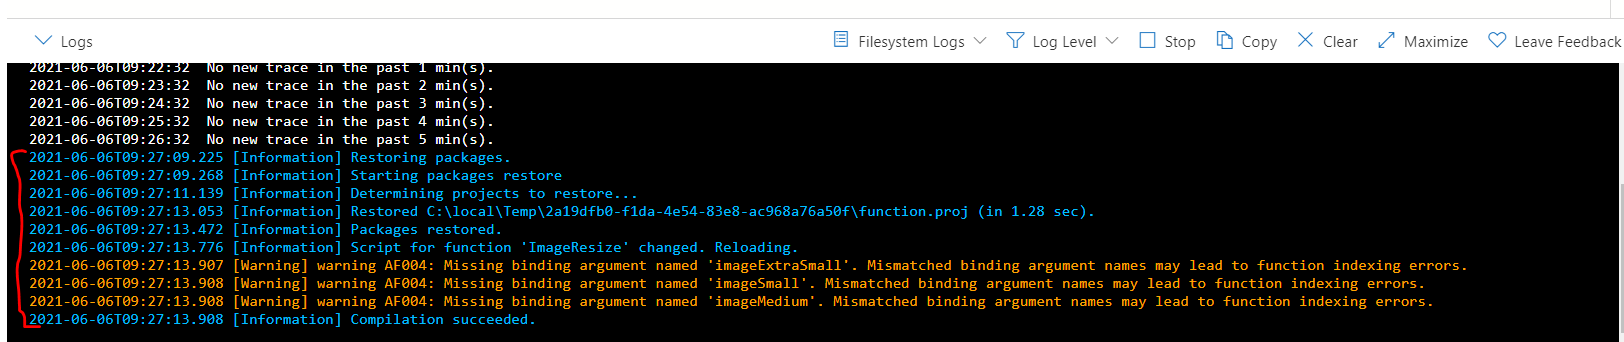 Logs
Filesystem Logs
Log Level
Stop
Copy
Clear
Maximize
Leave Feedback
2021-06-06T09:22:32 No new trace in the past 1 min(s).
2021-06-06T09:23:32 No new trace in the past 2 min(s).
2021-06-06T09:24:32 No new trace in the past 3 min(s).
2021-06-06T09:25:32 No new trace in the past 4 min(s).
2021-06-06T09:26:32 No new trace in the past 5 min(s).
2021-06-06T09:27:09.225 [Information] Restoring packages.
2021-06-06T09:27:09.268 [Information] Starting packages restore
2021-06-06T09:27:11.139 [Information] Determining projects to restore...
2021-06-06T09:27:13.053 [Information] Restored C:\local\Temp\2a19dfb0-f1da-4e54-83e8-ac968a76a50f\function.proj (in 1.28 sec).
2021-06-06T09:27:13.472 [Information] Packages restored.
2021-06-06T09:27:13.776 [Information] Script for function 'ImageResize' changed. Reloading.
2021-06-06T09:27:13.907 [Warning] warning AF004: Missing binding argument named 'imageExtraSmall'. Mismatched binding argument names may lead to function indexing errors.
2021-06-06T09:27:13.908 [Warning] warning AF004: Missing binding argument named 'imageSmall'. Mismatched binding argument names may lead to function indexing errors.
2021-06-06T09:27:13.908 [Warning] warning AF004: Missing binding argument named 'imageMedium'. Mismatched binding argument names may lead to function indexing errors.
2021-06-06T09:27:13.908 [Information] Compilation succeeded.